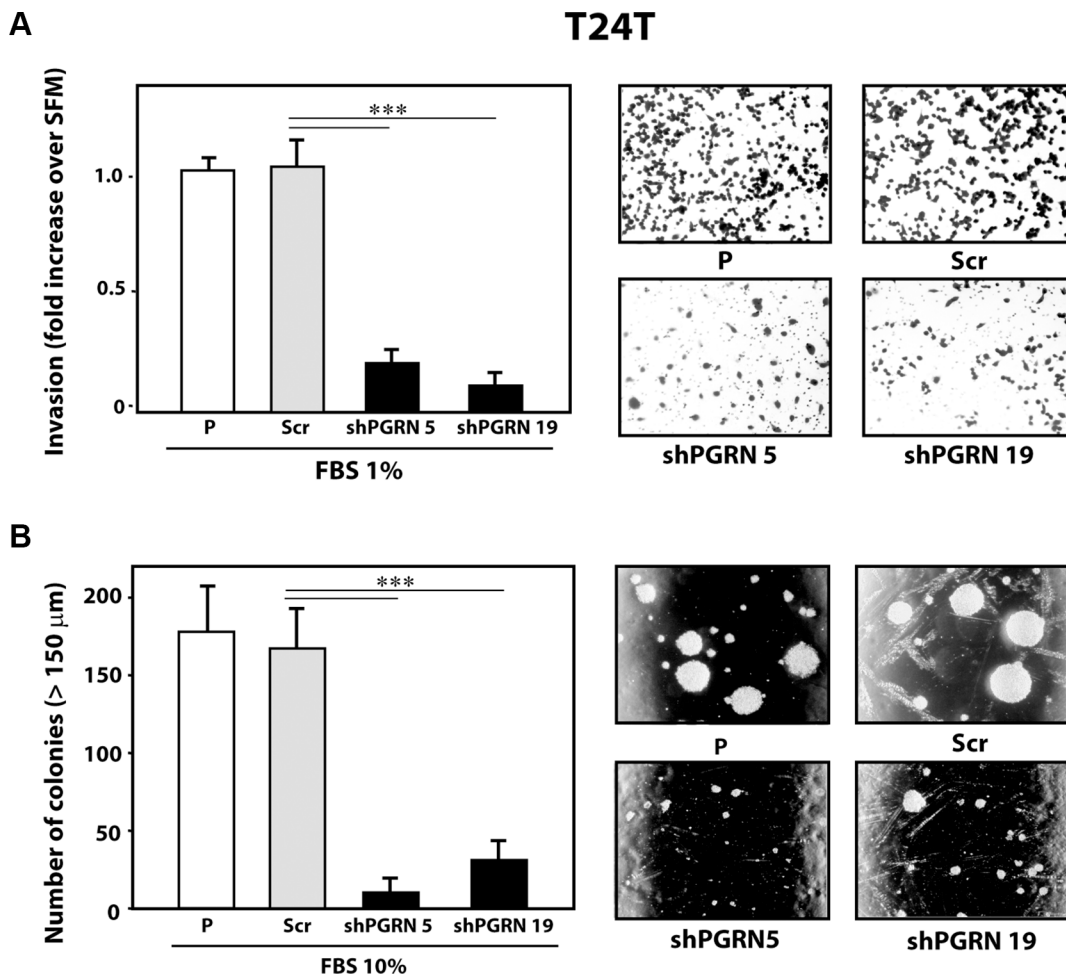 A
T24T
Invasion (fold increase over SFM)
1.0
0.5
0
***
P
Scr
shPGRN 5
shPGRN 19
FBS 1%
P
Scr
shPGRN 5
shPGRN 19
B
Number of colonies (> 150 μm)
200
150
100
50
0
***
P
Scr
shPGRN 5
shPGRN 19
FBS 10%
P
Scr
shPGRN5
shPGRN 19